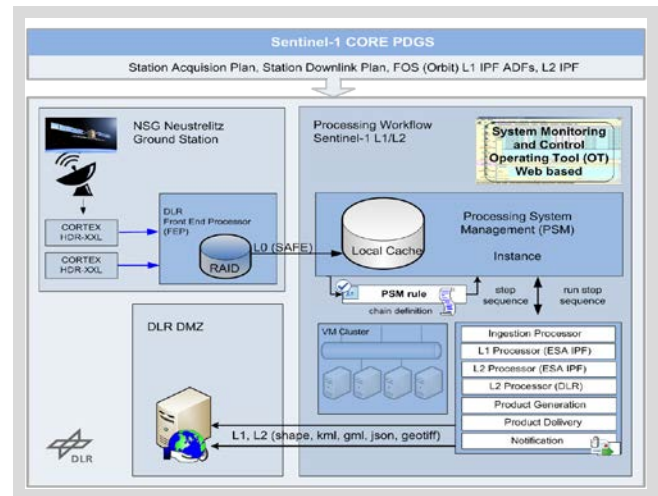 Sentinel-1 CORE PDGS
Station Acquision Plan, Station Downlink Plan, FOS (Orbit) L1 IPF ADFs, L2 IPF
NSG Neustrelitz
Ground Station
CORTEX
HDR-XXL
CORTEX
HDR-XXL
DLR
Front End Processor
(FEP)
RAID
L0 (SAFE)
Processing Workflow
Sentinel-1 L1/L2
System Monitoring
and Control
Operating Tool (OT)
Web based
Local Cache
Processing System
Management (PSM)
Instance
PSM rule
chain definition
stop
sequence
run stop
sequence
VM Cluster
Ingestion Processor
L1 Processor (ESA IPF)
L2 Processor (ESA IPF)
L2 Processor (DLR)
Product Generation
Product Delivery
Notification
DLR DMZ
L1, L2 (shape, kml, gml, json, geotiff)
DLR